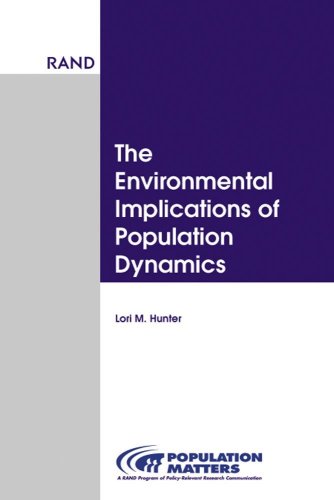 RAND
The
Environmental
Implications of
Population
Dynamics
Lori M. Hunter
POPULATION
MATTERS
A RAND Program of Policy-Relevant Research Communication